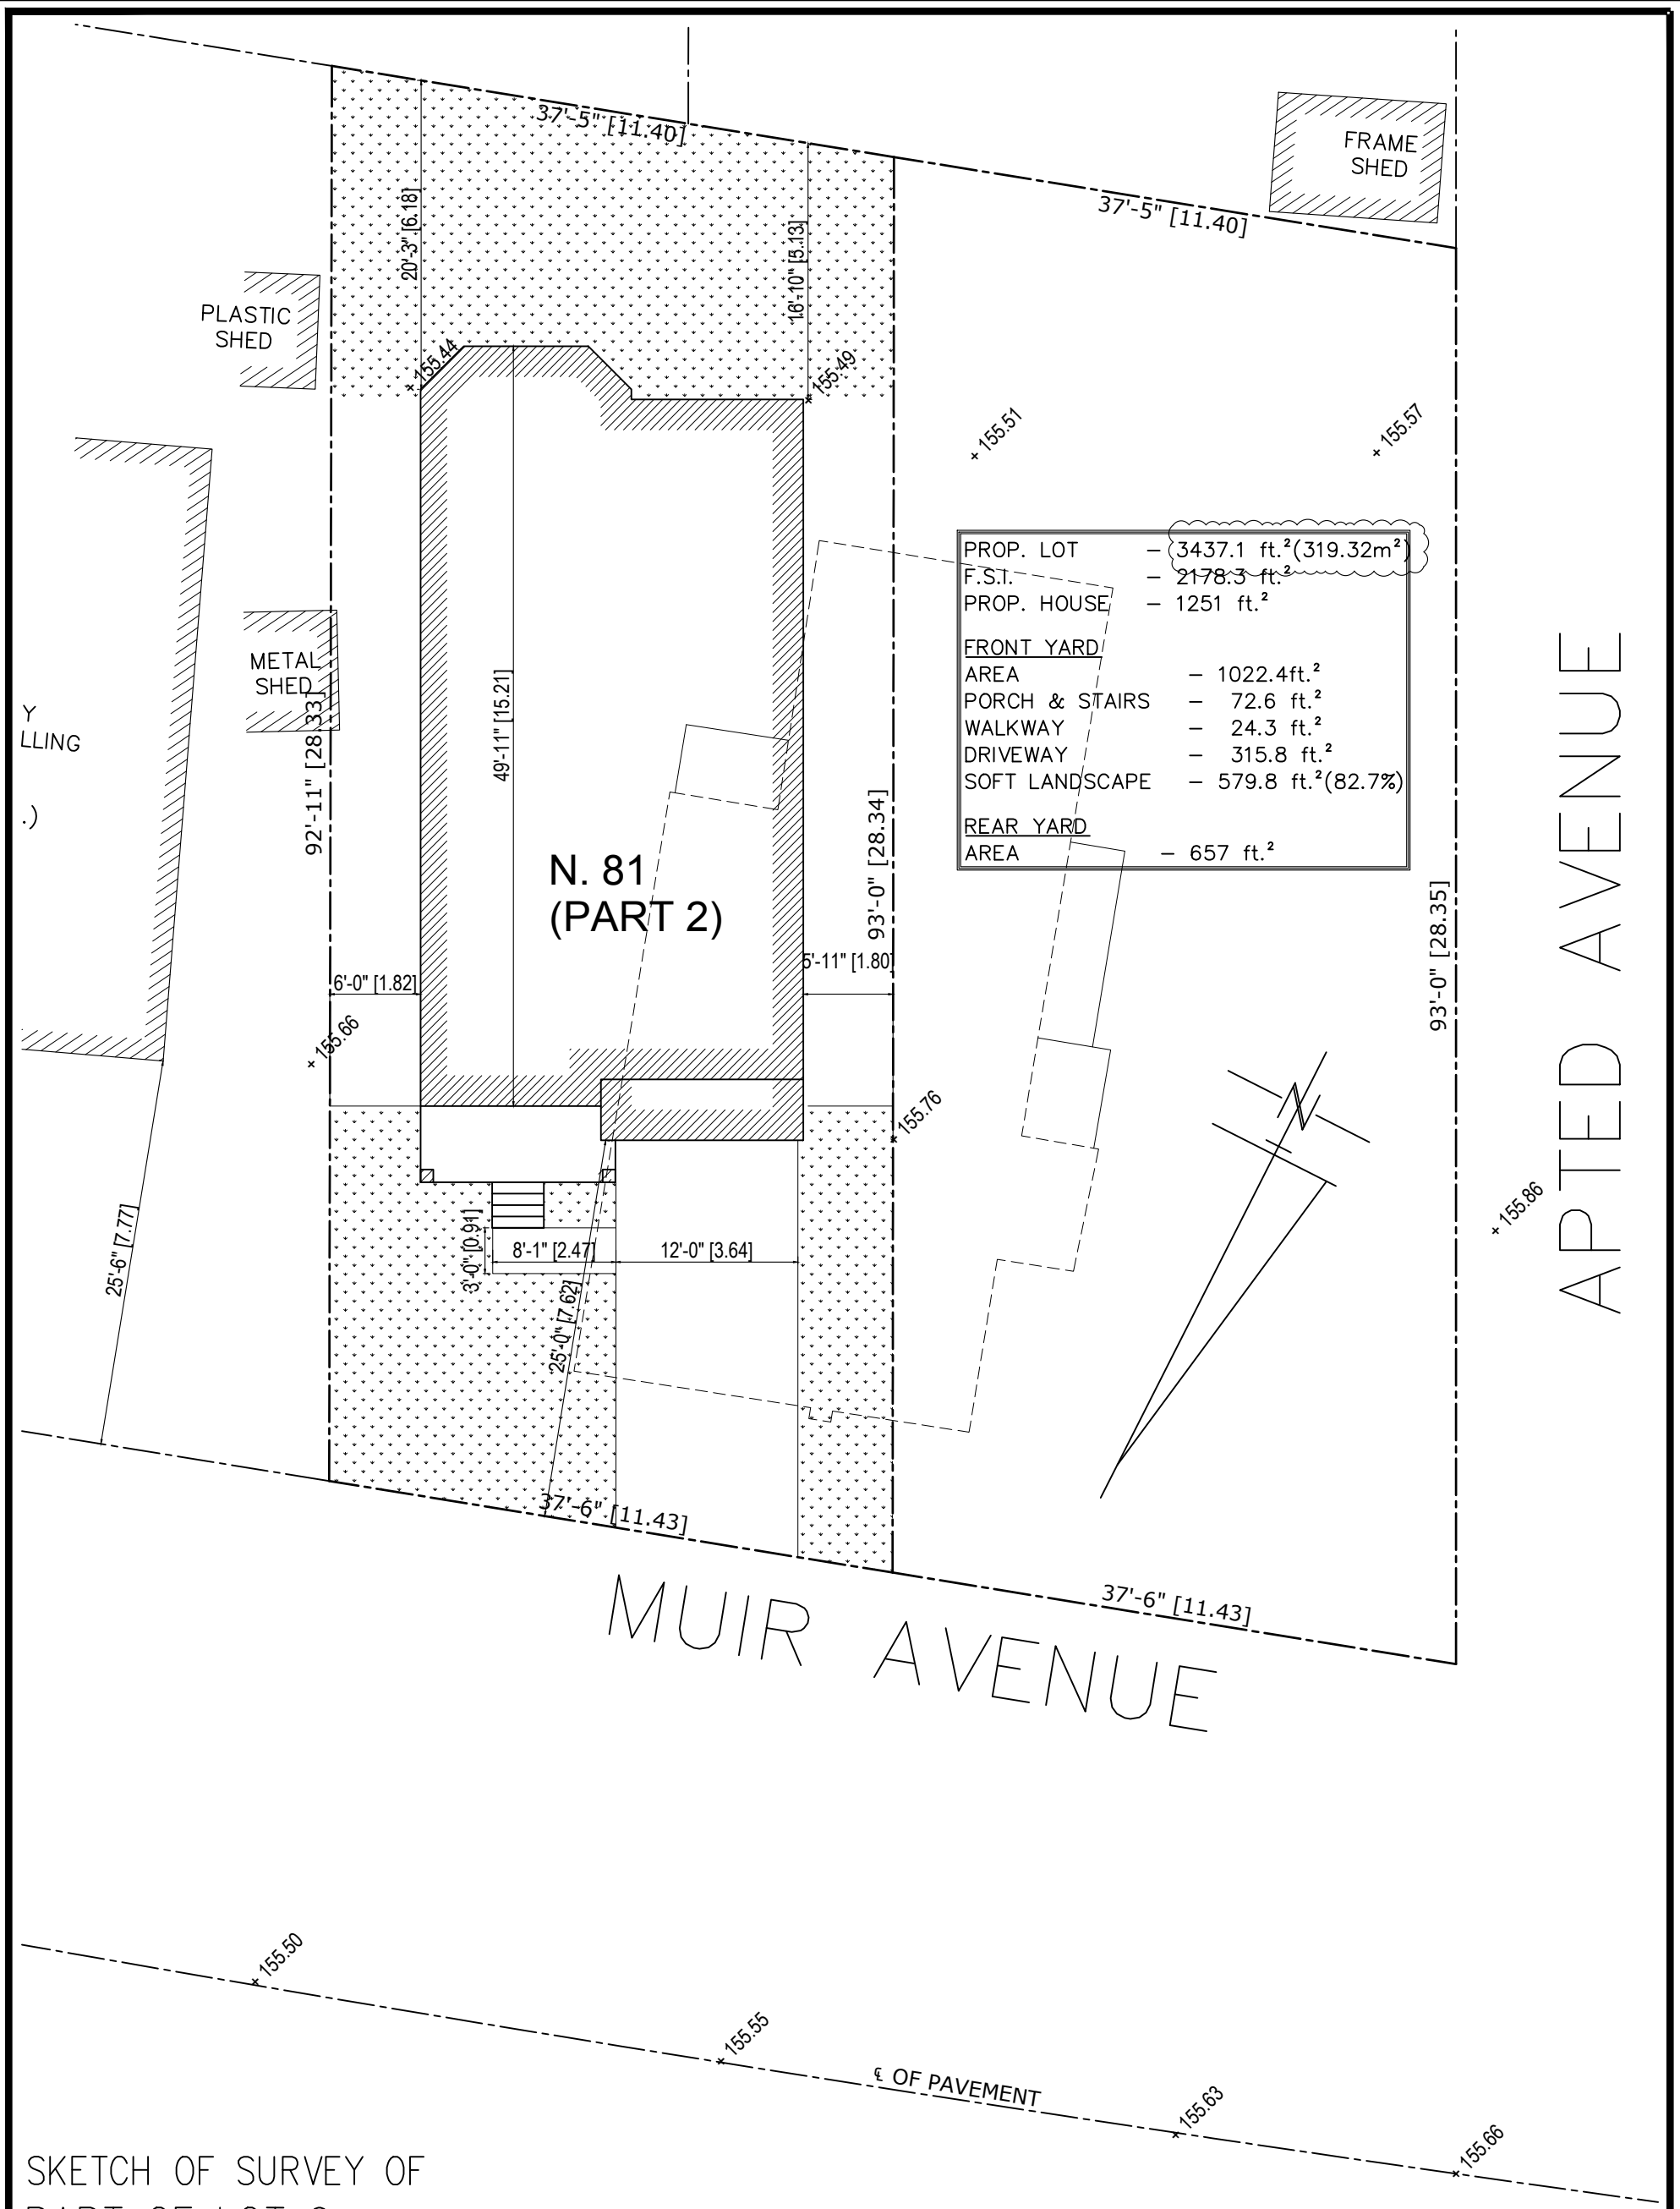 37'-5" [11.40]
FRAME
SHED
37'-5" [11.40]
20'-3" [6.18]
16'-10" [5.13]
PLASTIC
SHED
155.44
155.49
155.51
155.57
PROP. LOT – 3437.1 ft.²(319.32m²)
F.S.I. – 2178.3 ft.²
PROP. HOUSE – 1251 ft.²
FRONT YARD
AREA – 1022.4ft.²
PORCH & STAIRS – 72.6 ft.²
WALKWAY – 24.3 ft.²
DRIVEWAY – 315.8 ft.²
SOFT LANDSCAPE – 579.8 ft.²(82.7%)
REAR YARD
AREA – 657 ft.²
METAL
SHED
Y
LLING
.)
92'-11" [28.33]
49'-11" [15.21]
93'-0" [28.34]
93'-0" [28.35]
APTED AVENUE
N. 81
(PART 2)
6'-0" [1.82]
5'-11" [1.80]
155.66
155.76
N
155.86
25'-6" [7.77]
3'-0" [0.91]
8'-1" [2.47]
12'-0" [3.64]
25'-0" [7.62]
37'-6" [11.43]
37'-6" [11.43]
MUIR AVENUE
155.50
155.55
℄ OF PAVEMENT
155.63
155.66
SKETCH OF SURVEY OF
PART OF LOT